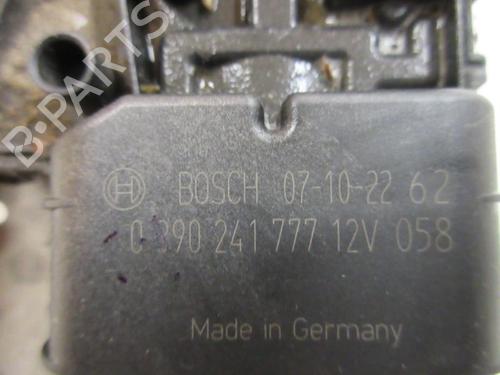 B-PARTS
BOSCH 07-10-22 62
0 390 241 777 12V 058
Made in Germany